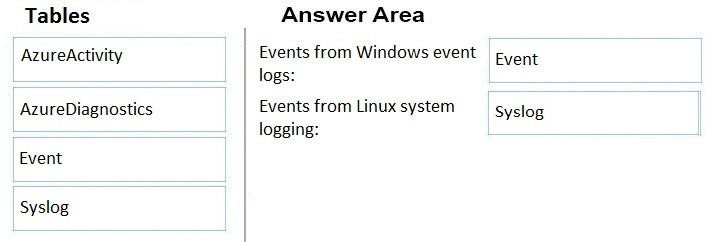 Tables
AzureActivity
AzureDiagnostics
Event
Syslog
Answer Area
Events from Windows event
logs:
Event
Events from Linux system
logging:
Syslog